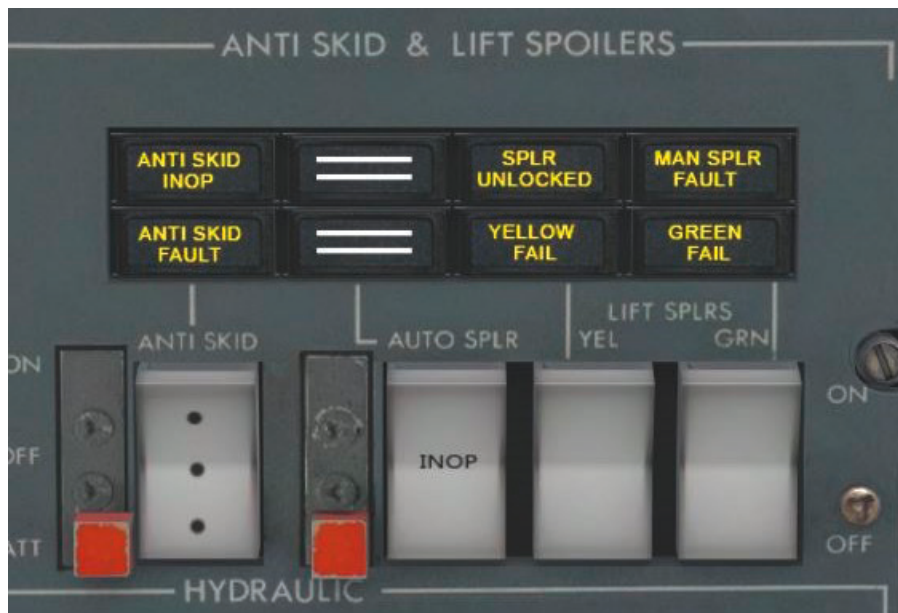 ANTI SKID & LIFT SPOILERS
ANTI SKID
INOP
SPLR
UNLOCKED
MAN SPLR
FAULT
ANTI SKID
FAULT
YELLOW
FAIL
GREEN
FAIL
LIFT SPLRS
ANTI SKID
AUTO SPLR
YEL
GRN
ON
ON
OFF
INOP
ATT
OFF
HYDRAULIC